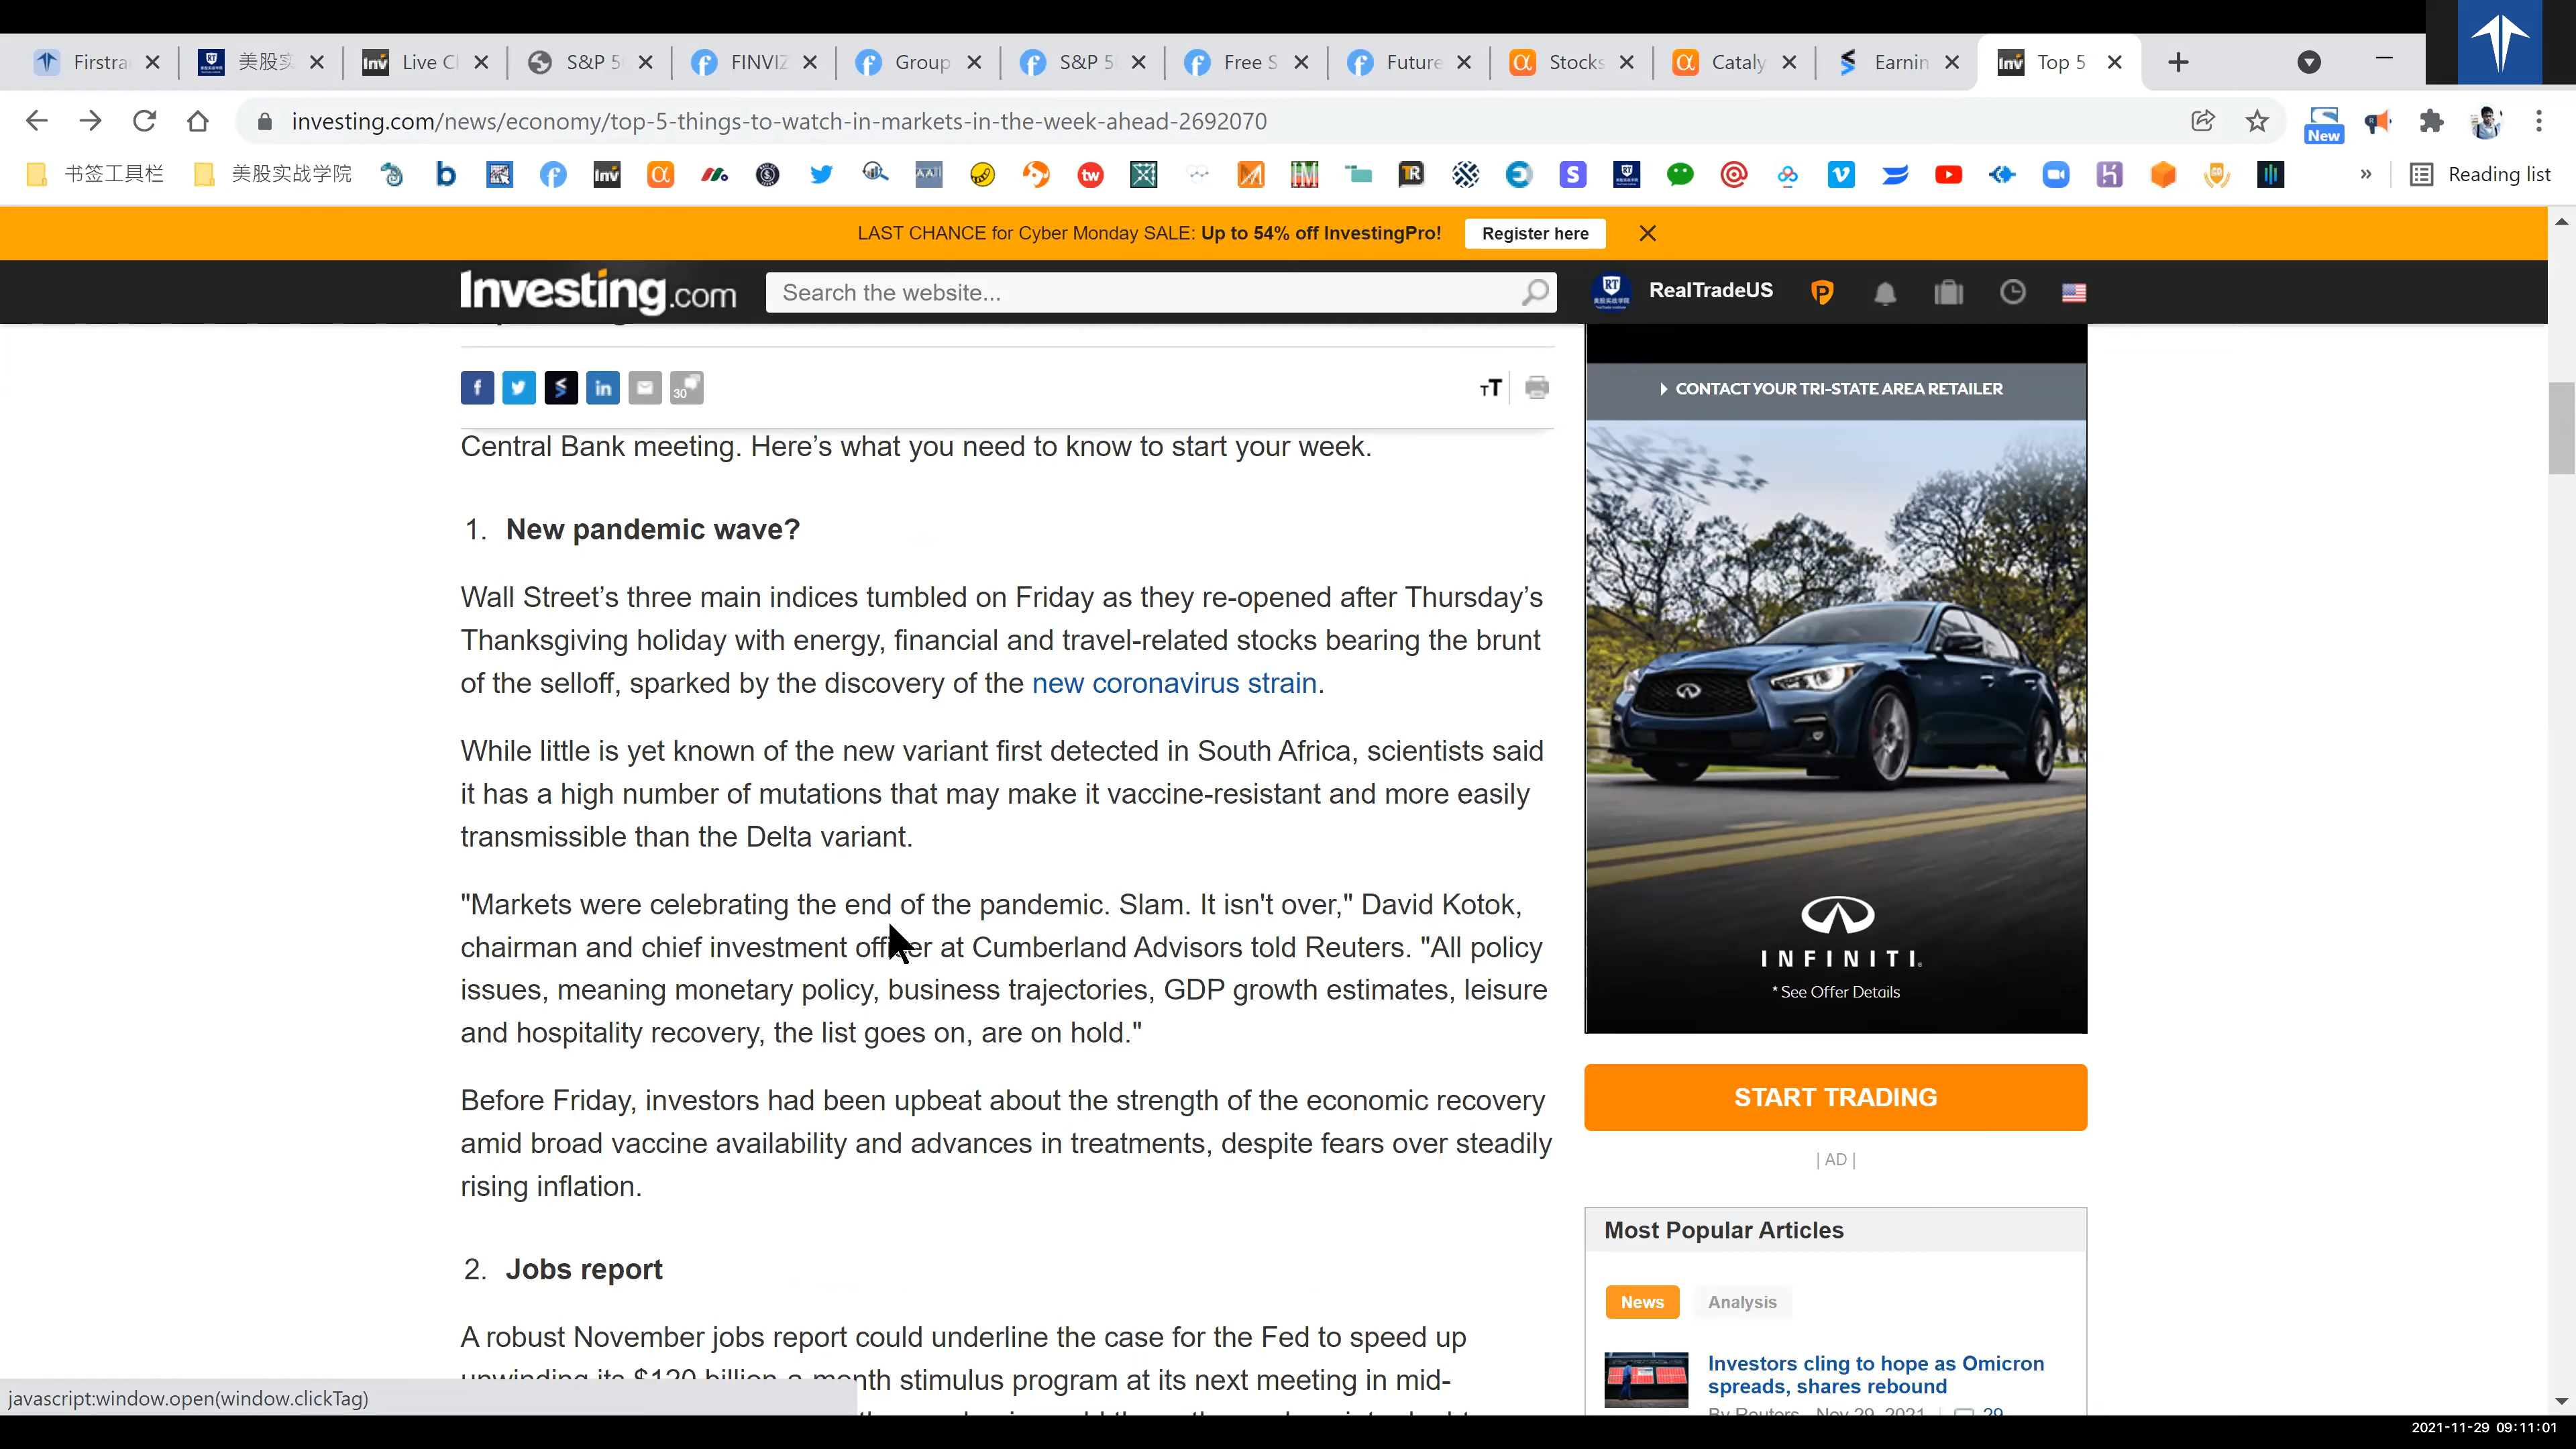 Firstra
美股实
Live C
S&P 5
FINVIZ
Group
S&P 5
Free S
Future
Stocks
Cataly
Earnin
Top 5
investing.com/news/economy/top-5-things-to-watch-in-markets-in-the-week-ahead-2692070
New
书签工具栏
美股实战学院
Reading list
LAST CHANCE for Cyber Monday SALE: Up to 54% off InvestingPro!
Register here
Investing.com
Search the website...
RealTradeUS
30
CONTACT YOUR TRI-STATE AREA RETAILER
Central Bank meeting. Here’s what you need to know to start your week.
1. New pandemic wave?
Wall Street’s three main indices tumbled on Friday as they re-opened after Thursday’s
Thanksgiving holiday with energy, financial and travel-related stocks bearing the brunt
of the selloff, sparked by the discovery of the new coronavirus strain.
While little is yet known of the new variant first detected in South Africa, scientists said
it has a high number of mutations that may make it vaccine-resistant and more easily
transmissible than the Delta variant.
"Markets were celebrating the end of the pandemic. Slam. It isn't over," David Kotok,
chairman and chief investment officer at Cumberland Advisors told Reuters. "All policy
issues, meaning monetary policy, business trajectories, GDP growth estimates, leisure
and hospitality recovery, the list goes on, are on hold."
Before Friday, investors had been upbeat about the strength of the economic recovery
amid broad vaccine availability and advances in treatments, despite fears over steadily
rising inflation.
2. Jobs report
A robust November jobs report could underline the case for the Fed to speed up
unwinding its $120 billion-a-month stimulus program at its next meeting in mid-
INFINITI.
* See Offer Details
START TRADING
| AD |
Most Popular Articles
News
Analysis
Investors cling to hope as Omicron
spreads, shares rebound
By Reuters - Nov 29, 2021 | 29
javascript:window.open(window.clickTag)
2021-11-29 09:11:01